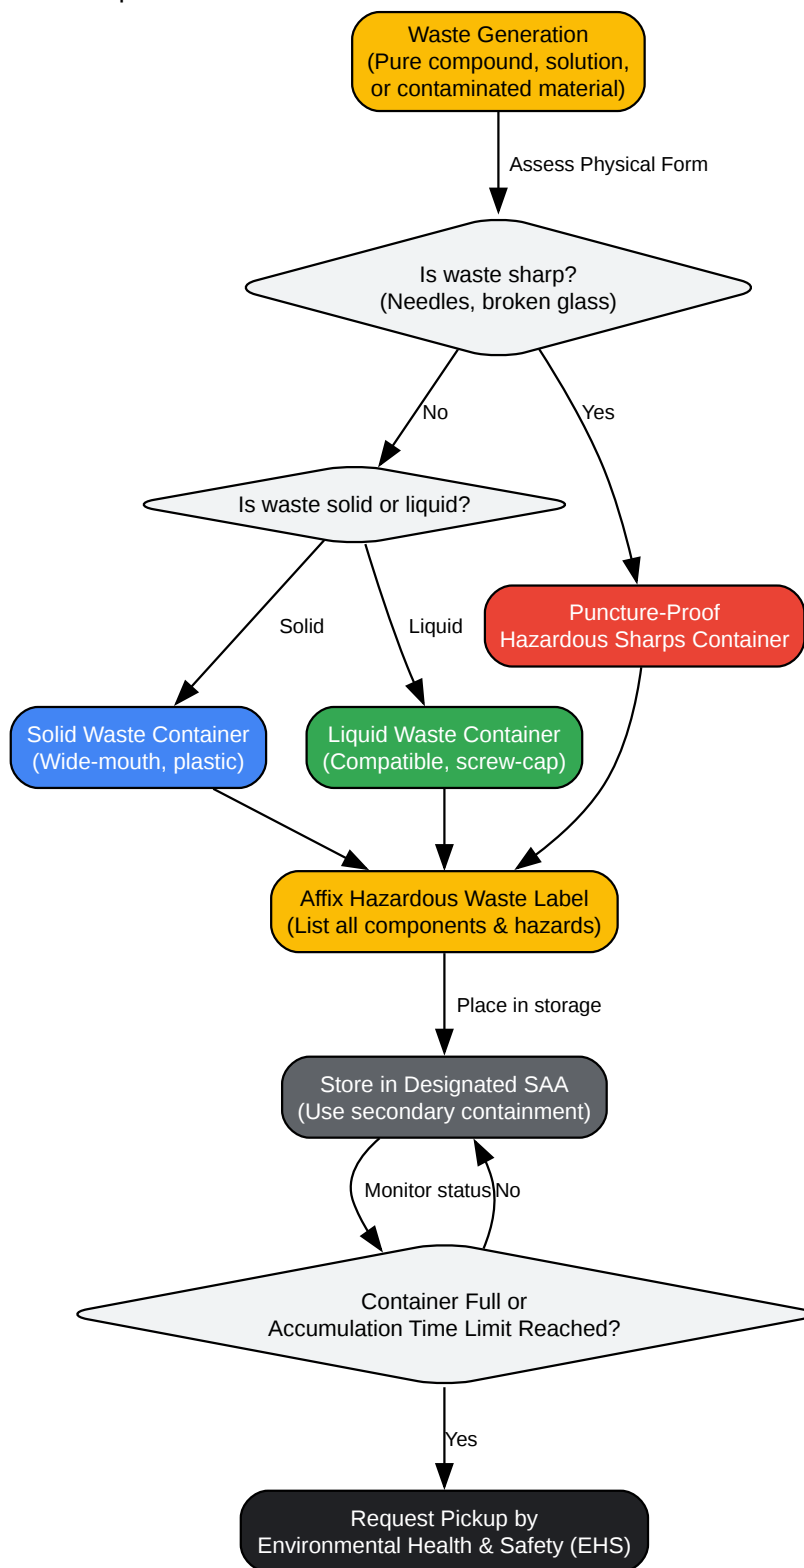 Waste Generation
(Pure compound, solution,
or contaminated material)
Assess Physical Form
Is waste sharp?
(Needles, broken glass)
No
Yes
Is waste solid or liquid?
Solid
Liquid
Puncture-Proof
Hazardous Sharps Container
Solid Waste Container
(Wide-mouth, plastic)
Liquid Waste Container
(Compatible, screw-cap)
Affix Hazardous Waste Label
(List all components & hazards)
Place in storage
Store in Designated SAA
(Use secondary containment)
Monitor status
No
Container Full or
Accumulation Time Limit Reached?
Yes
Request Pickup by
Environmental Health & Safety (EHS)